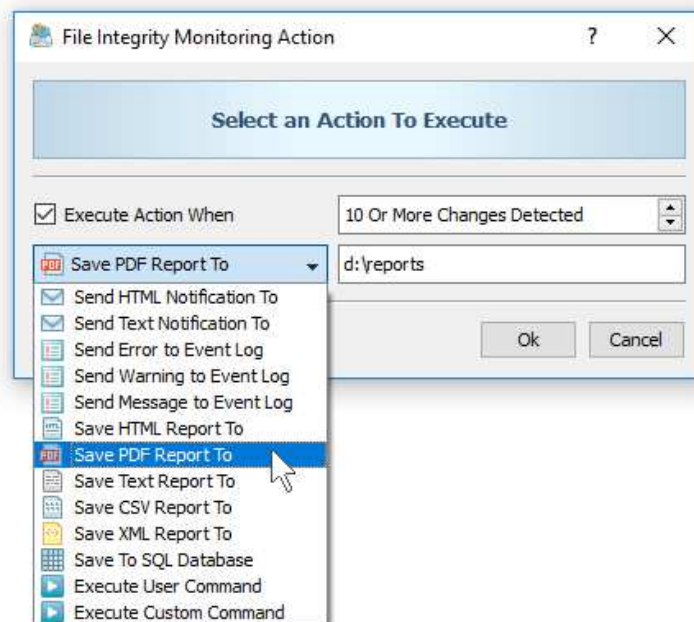 File Integrity Monitoring Action ?
Select an Action To Execute
Execute Action When 10 Or More Changes Detected
Save PDF Report To d:\reports
Send HTML Notification To
Send Text Notification To
Send Error to Event Log
Send Warning to Event Log
Send Message to Event Log
Save HTML Report To
Save PDF Report To
Save Text Report To
Save CSV Report To
Save XML Report To
Save To SQL Database
Execute User Command
Execute Custom Command
Ok Cancel